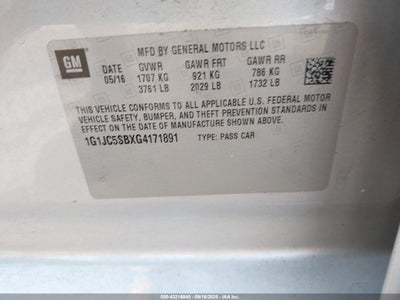 GM
MFD BY GENERAL MOTORS LLC
DATE GVWR GAWR FRT GAWR RR
05/16 1707 KG 921 KG 786 KG
3761 LB 2029 LB 1732 LB
THIS VEHICLE CONFORMS TO ALL APPLICABLE U.S. FEDERAL MOTOR
VEHICLE SAFETY, BUMPER, AND THEFT PREVENTION STANDARDS IN
EFFECT ON THE DATE OF MANUFACTURE SHOWN ABOVE.
1G1JC5SBXG4171891 TYPE: PASS CAR